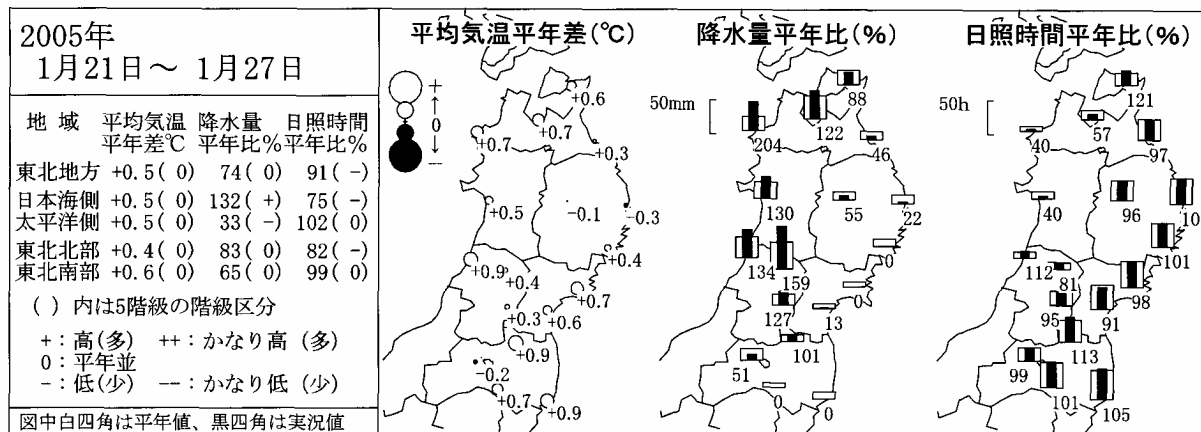 2005年
1月21日～ 1月27日
地 域 平均気温 降水量 日照時間
平年差℃ 平年比% 平年比%
東北地方 +0.5( 0) 74( 0) 91( -)
日本海側 +0.5( 0) 132( +) 75( -)
太平洋側 +0.5( 0) 33( -) 102( 0)
東北北部 +0.4( 0) 83( 0) 82( -)
東北南部 +0.6( 0) 65( 0) 99( 0)
( ) 内は5階級の階級区分
+：高(多) ++：かなり高 (多)
0：平年並
-：低(少) --：かなり低 (少)
図中白四角は平年値、黒四角は実況値
平均気温平年差(℃)
+
↑
0
↓
-
+0.6
+0.7
+0.7
+0.3
+0.5
-0.1
-0.3
+0.4
+0.9
+0.4
+0.7
+0.3
+0.6
+0.9
-0.2
+0.7
+0.9
降水量平年比(%)
50mm
88
122
204
46
130
55
22
134
159
0
0
127
13
101
51
0
0
日照時間平年比(%)
50h
121
57
40
97
40
96
10
101
112
81
98
95
91
113
99
101
105